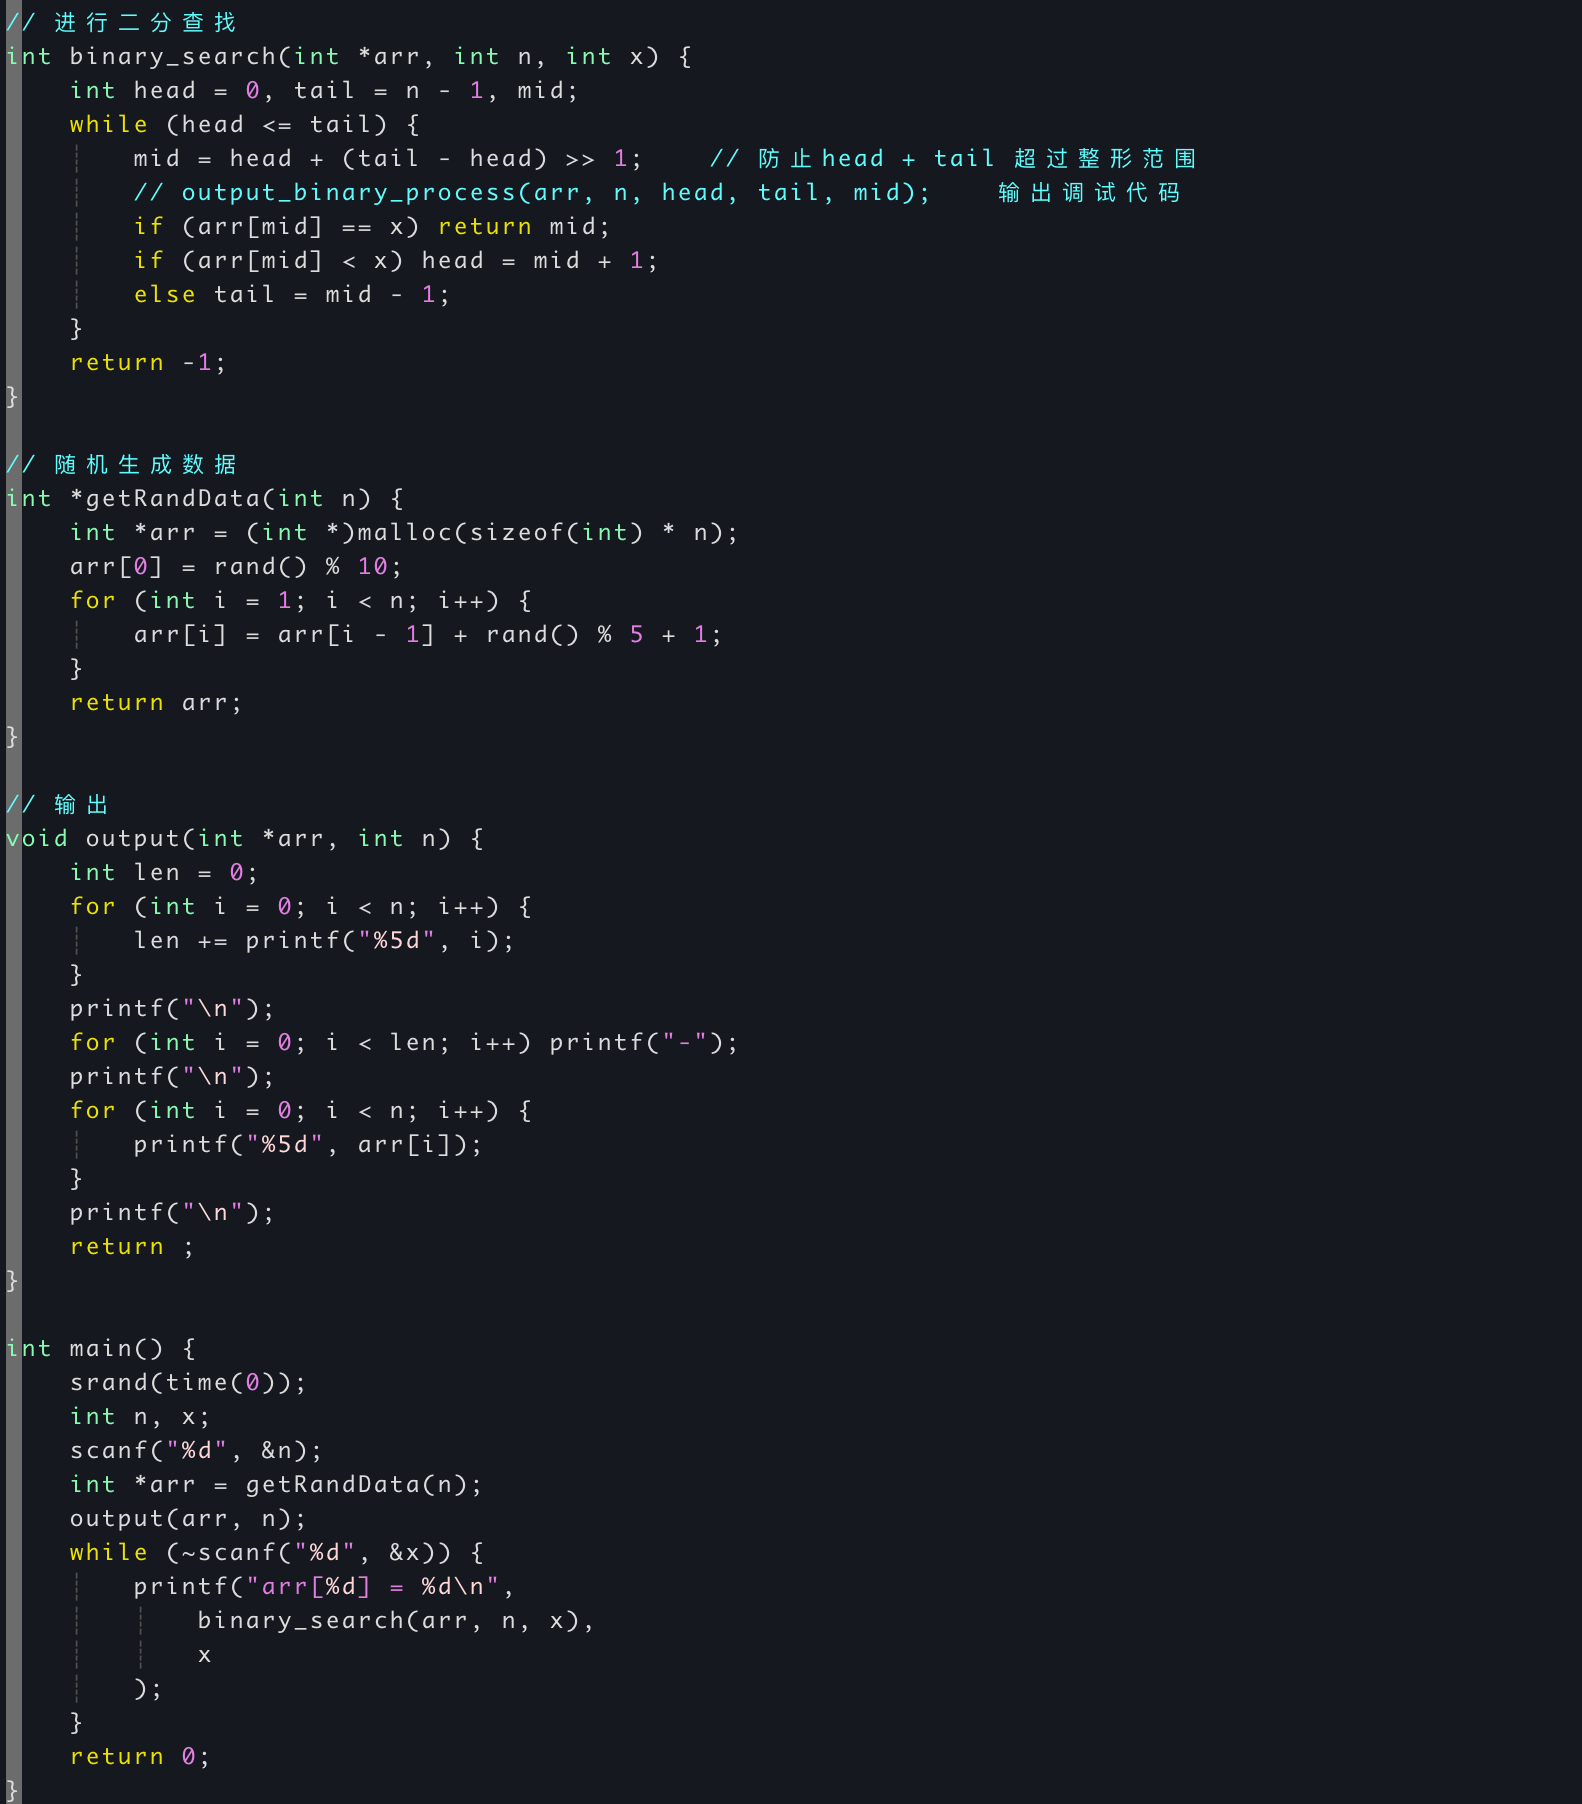 // 进行二分查找
int binary_search(int *arr, int n, int x) {
    int head = 0, tail = n - 1, mid;
    while (head <= tail) {
        mid = head + (tail - head) >> 1;    // 防止head + tail 超过整形范围
        // output_binary_process(arr, n, head, tail, mid);    输出调试代码
        if (arr[mid] == x) return mid;
        if (arr[mid] < x) head = mid + 1;
        else tail = mid - 1;
    }
    return -1;
}

// 随机生成数据
int *getRandData(int n) {
    int *arr = (int *)malloc(sizeof(int) * n);
    arr[0] = rand() % 10;
    for (int i = 1; i < n; i++) {
        arr[i] = arr[i - 1] + rand() % 5 + 1;
    }
    return arr;
}

// 输出
void output(int *arr, int n) {
    int len = 0;
    for (int i = 0; i < n; i++) {
        len += printf("%5d", i);
    }
    printf("\n");
    for (int i = 0; i < len; i++) printf("-");
    printf("\n");
    for (int i = 0; i < n; i++) {
        printf("%5d", arr[i]);
    }
    printf("\n");
    return ;
}

int main() {
    srand(time(0));
    int n, x;
    scanf("%d", &n);
    int *arr = getRandData(n);
    output(arr, n);
    while (~scanf("%d", &x)) {
        printf("arr[%d] = %d\n",
            binary_search(arr, n, x),
            x
        );
    }
    return 0;
}